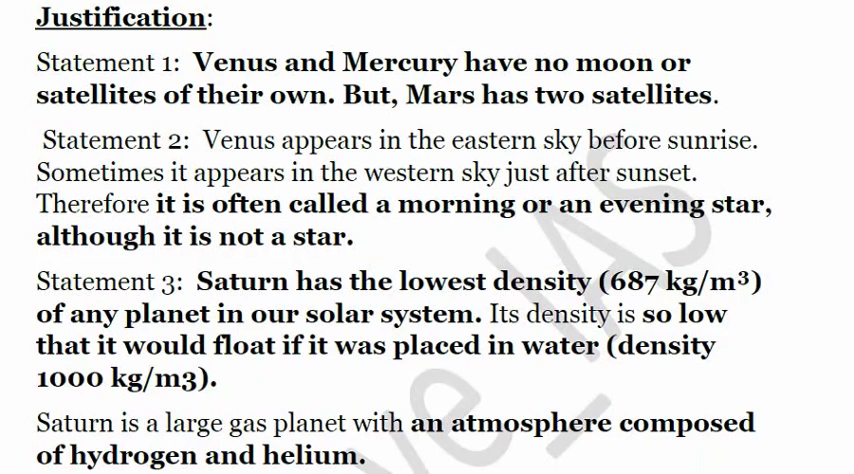 Justification:
Statement 1: Venus and Mercury have no moon or
satellites of their own. But, Mars has two satellites.
Statement 2: Venus appears in the eastern sky before sunrise.
Sometimes it appears in the western sky just after sunset.
Therefore it is often called a morning or an evening star,
although it is not a star.
Statement 3: Saturn has the lowest density (687 kg/m³)
of any planet in our solar system. Its density is so low
that it would float if it was placed in water (density
1000 kg/m3).
Saturn is a large gas planet with an atmosphere composed
of hydrogen and helium.
IAS